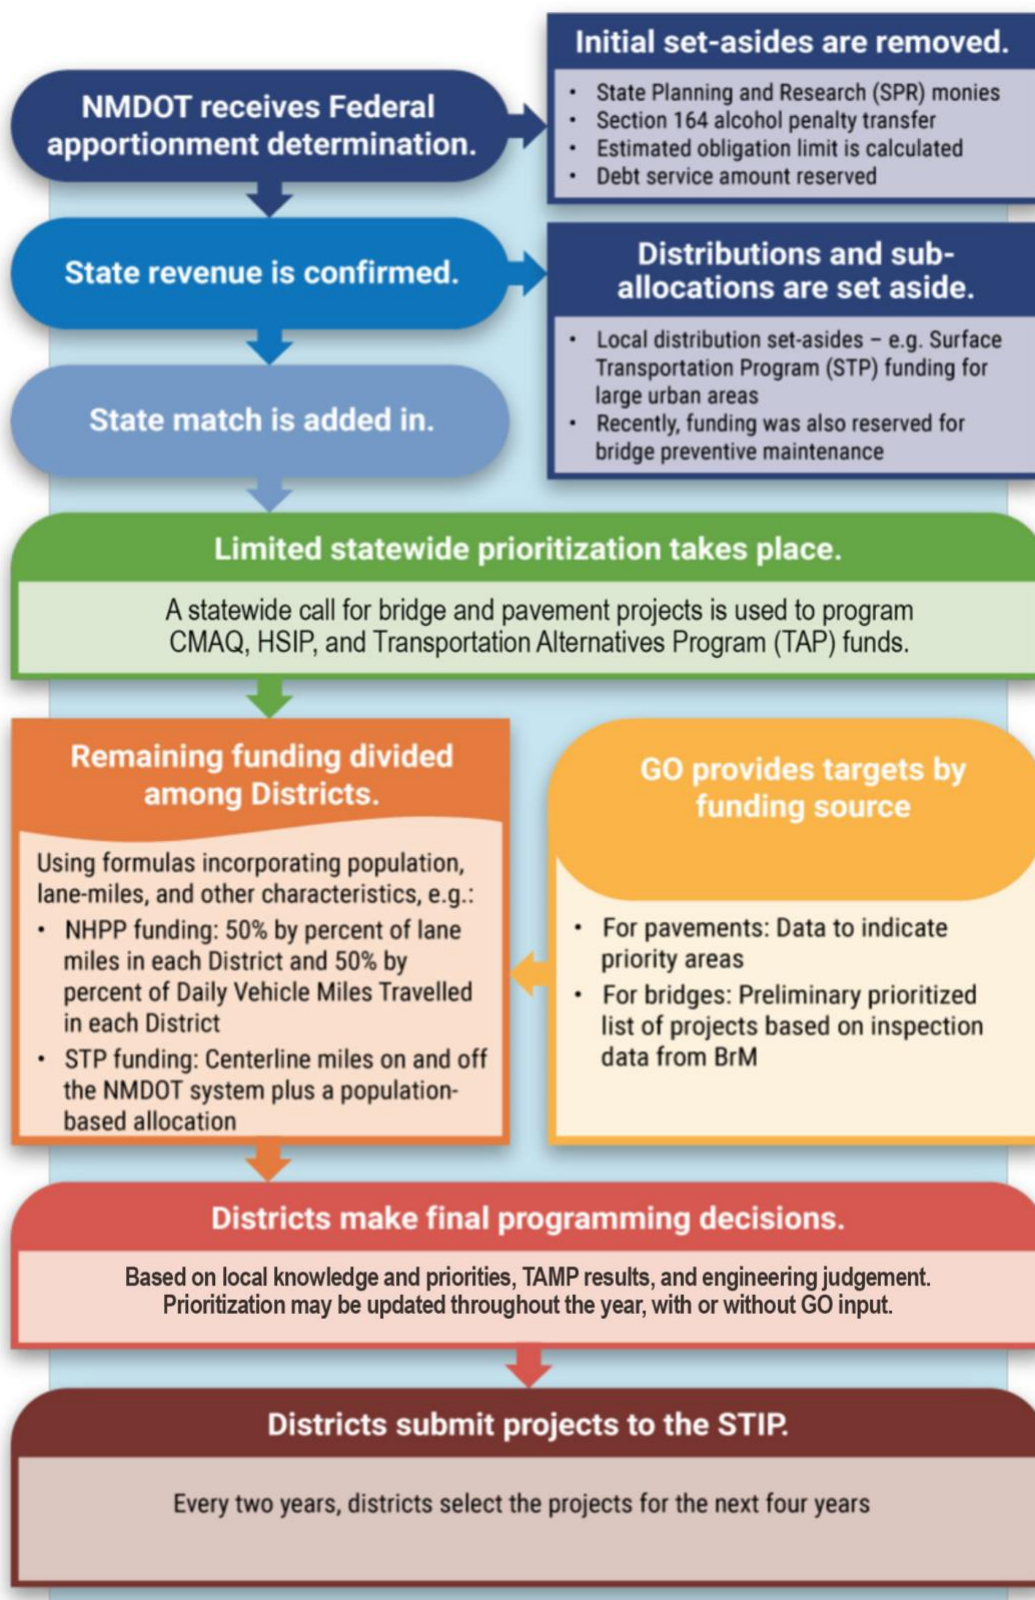 NMDOT receives Federal
apportionment determination.
Initial set-asides are removed.
• State Planning and Research (SPR) monies
• Section 164 alcohol penalty transfer
• Estimated obligation limit is calculated
• Debt service amount reserved
State revenue is confirmed.
Distributions and sub-
allocations are set aside.
• Local distribution set-asides – e.g. Surface
Transportation Program (STP) funding for
large urban areas
• Recently, funding was also reserved for
bridge preventive maintenance
State match is added in.
Limited statewide prioritization takes place.
A statewide call for bridge and pavement projects is used to program
CMAQ, HSIP, and Transportation Alternatives Program (TAP) funds.
Remaining funding divided
among Districts.
Using formulas incorporating population,
lane-miles, and other characteristics, e.g.:
• NHPP funding: 50% by percent of lane
miles in each District and 50% by
percent of Daily Vehicle Miles Travelled
in each District
• STP funding: Centerline miles on and off
the NMDOT system plus a population-
based allocation
GO provides targets by
funding source
• For pavements: Data to indicate
priority areas
• For bridges: Preliminary prioritized
list of projects based on inspection
data from BrM
Districts make final programming decisions.
Based on local knowledge and priorities, TAMP results, and engineering judgement.
Prioritization may be updated throughout the year, with or without GO input.
Districts submit projects to the STIP.
Every two years, districts select the projects for the next four years